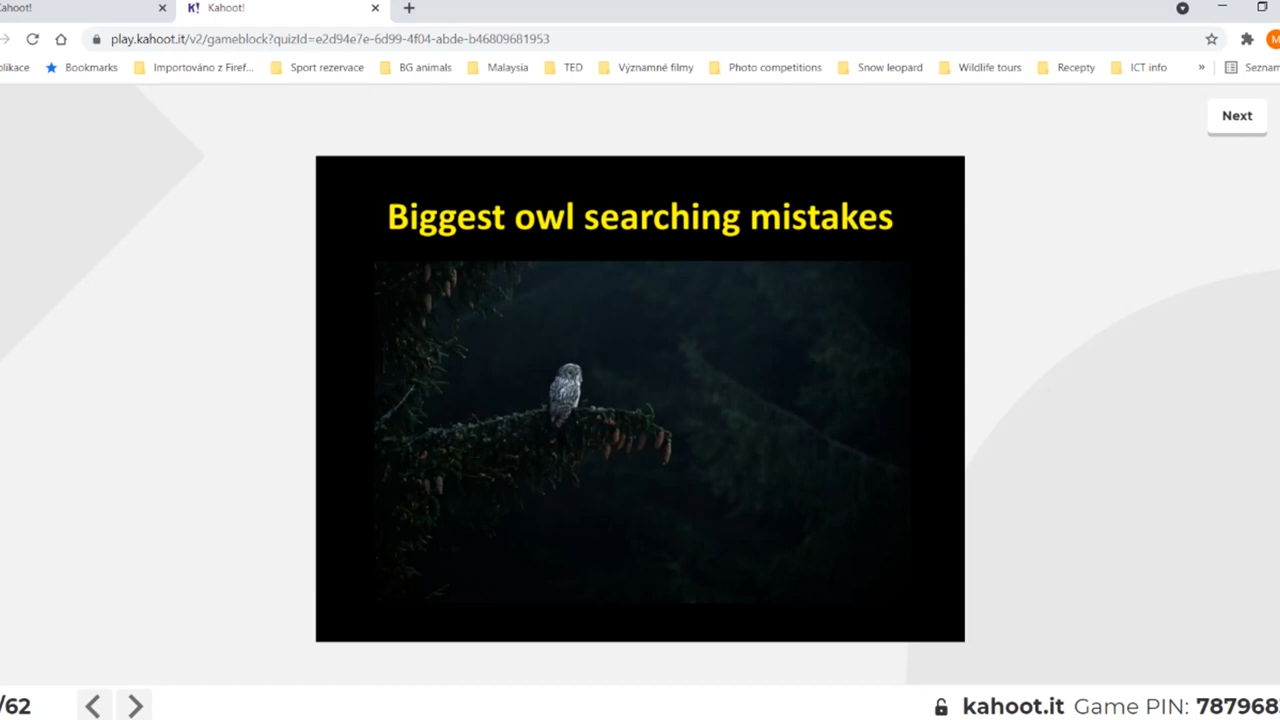 Kahoot!
K! Kahoot!
play.kahoot.it/v2/gameblock?quizId=e2d94e7e-6d99-4f04-abde-b46809681953
plikace Bookmarks Importováno z Firef... Sport rezervace BG animals Malaysia TED Významné filmy Photo competitions Snow leopard Wildlife tours Recepty ICT info » Seznam
Next
Biggest owl searching mistakes
/62
kahoot.it Game PIN: 787968